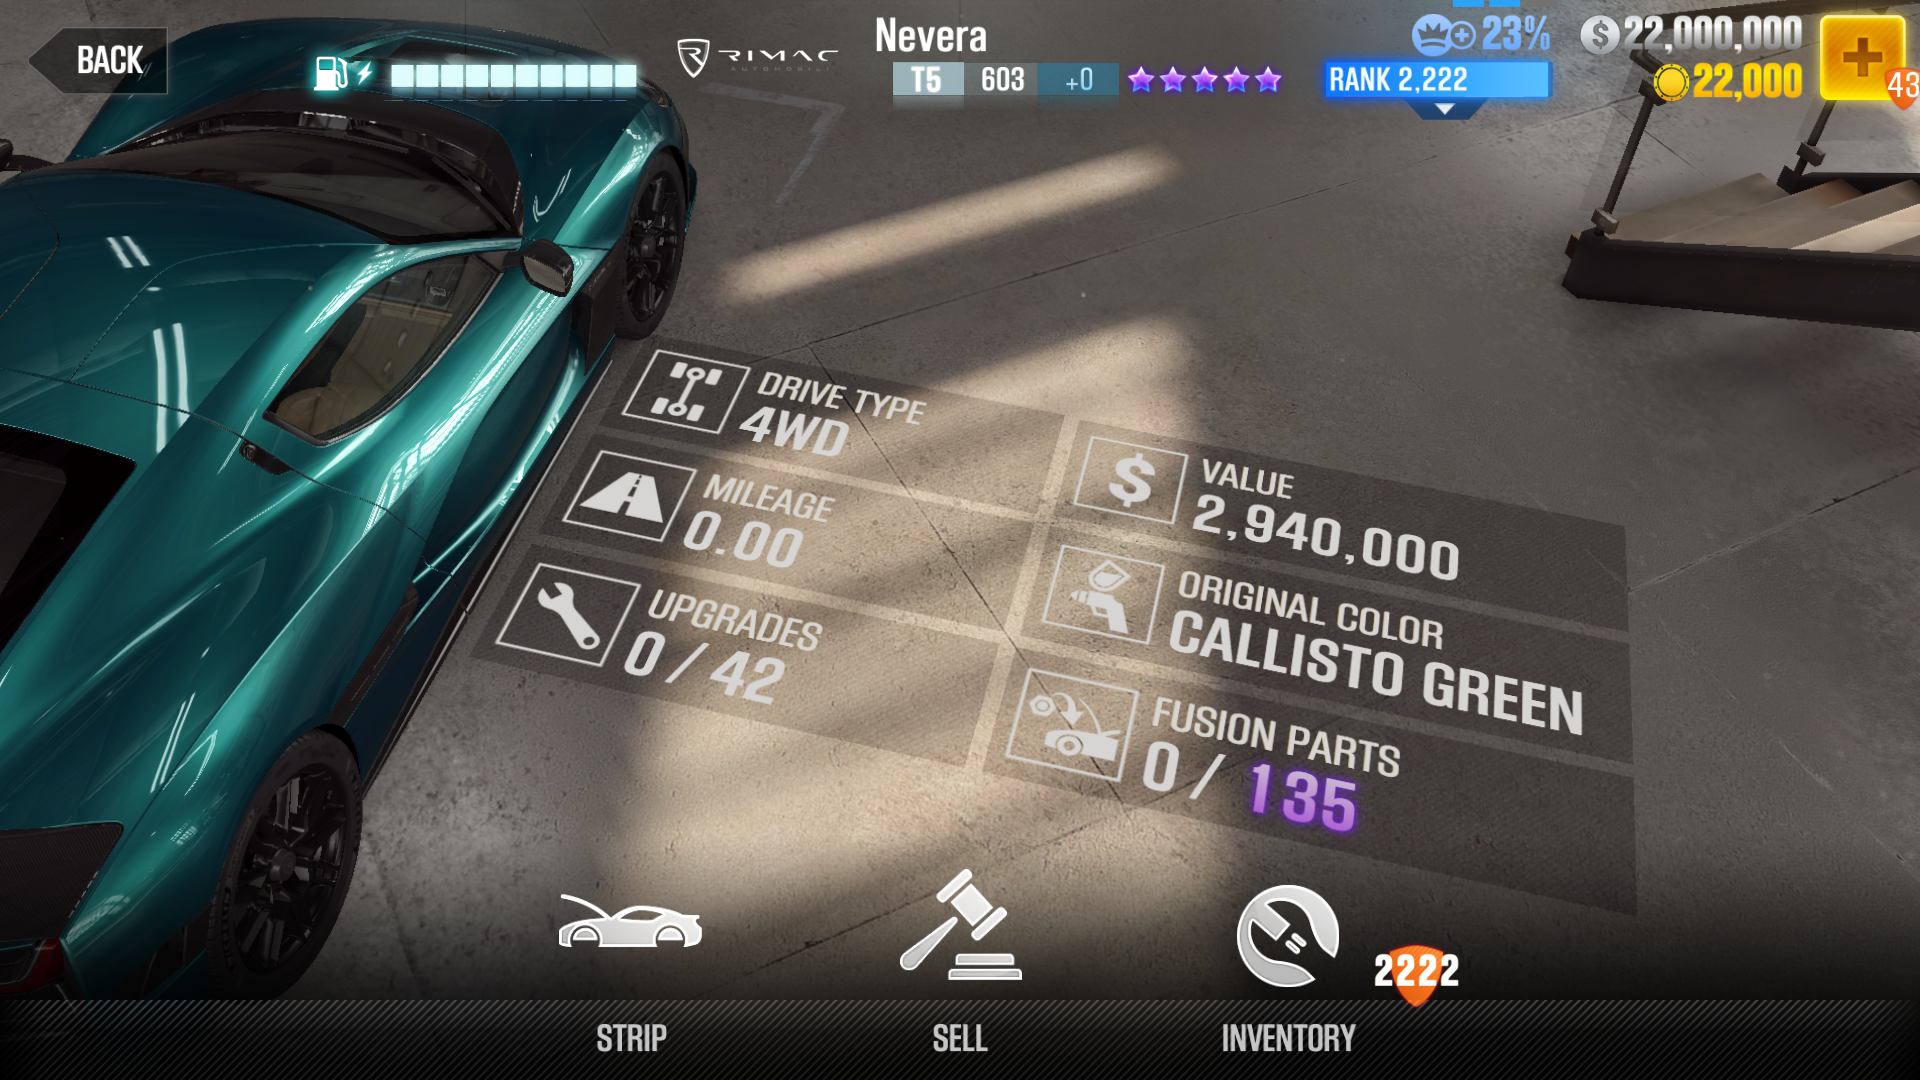 BACK
RIMAC
AUTOMOBILI
Nevera
T5 603 +0
23%
RANK 2,222
$ 22,000,000
22,000
43
DRIVE TYPE
4WD
MILEAGE
0.00
UPGRADES
0 / 42
$ VALUE
2,940,000
ORIGINAL COLOR
CALLISTO GREEN
FUSION PARTS
0 / 135
2222
STRIP
SELL
INVENTORY